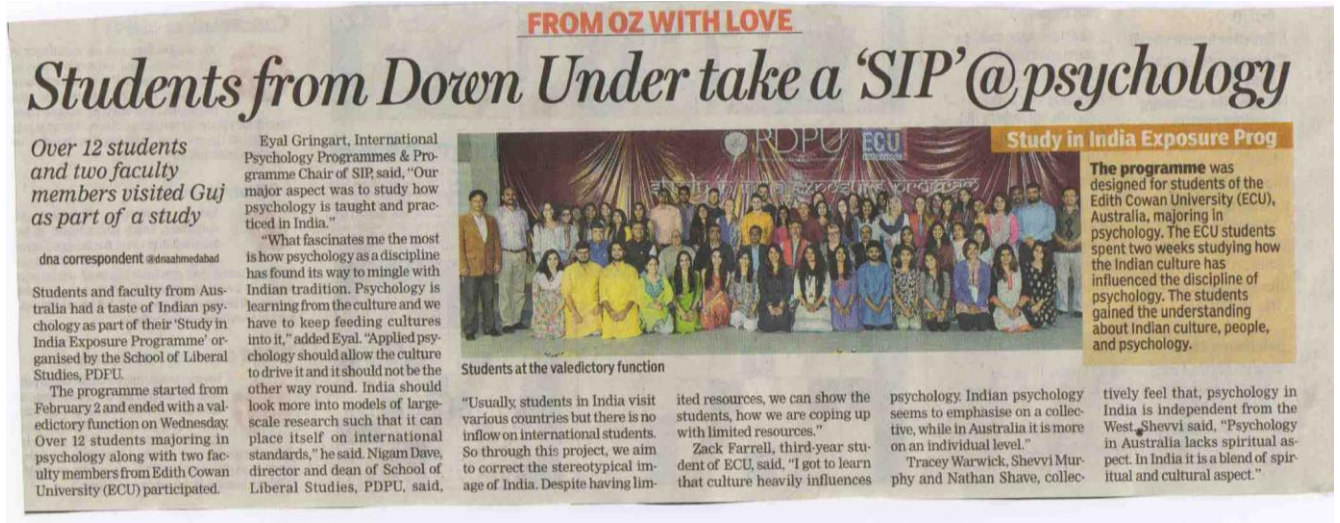 FROM OZ WITH LOVE
Students from Down Under take a 'SIP'@psychology
Over 12 students
and two faculty
members visited Guj
as part of a study
dna correspondent @dnaahmedabad
Students and faculty from Aus-
tralia had a taste of Indian psy-
chology as part of their 'Study in
India Exposure Programme' or-
ganised by the School of Liberal
Studies, PDPU.
The programme started from
February 2 and ended with a val-
edictory function on Wednesday.
Over 12 students majoring in
psychology along with two fac-
ulty members from Edith Cowan
University (ECU) participated.
Eyal Gringart, International
Psychology Programmes & Pro-
gramme Chair of SIP, said, "Our
major aspect was to study how
psychology is taught and prac-
ticed in India."
"What fascinates me the most
is how psychology as a discipline
has found its way to mingle with
Indian tradition. Psychology is
learning from the culture and we
have to keep feeding cultures
into it," added Eyal. "Applied psy-
chology should allow the culture
to drive it and it should not be the
other way round. India should
look more into models of large-
scale research such that it can
place itself on international
standards," he said. Nigam Dave,
director and dean of School of
Liberal Studies, PDPU, said,
PDPU
ECU
study in india exposure program
Students at the valedictory function
"Usually, students in India visit
various countries but there is no
inflow on international students.
So through this project, we aim
to correct the stereotypical im-
age of India. Despite having lim-
ited resources, we can show the
students, how we are coping up
with limited resources."
Zack Farrell, third-year stu-
dent of ECU, said, "I got to learn
that culture heavily influences
psychology. Indian psychology
seems to emphasise on a collec-
tive, while in Australia it is more
on an individual level."
Tracey Warwick, Shevvi Mur-
phy and Nathan Shave, collec-
tively feel that, psychology in
India is independent from the
West. Shevvi said, "Psychology
in Australia lacks spiritual as-
pect. In India it is a blend of spir-
itual and cultural aspect."
Study in India Exposure Prog
The programme was
designed for students of the
Edith Cowan University (ECU),
Australia, majoring in
psychology. The ECU students
spent two weeks studying how
the Indian culture has
influenced the discipline of
psychology. The students
gained the understanding
about Indian culture, people,
and psychology.